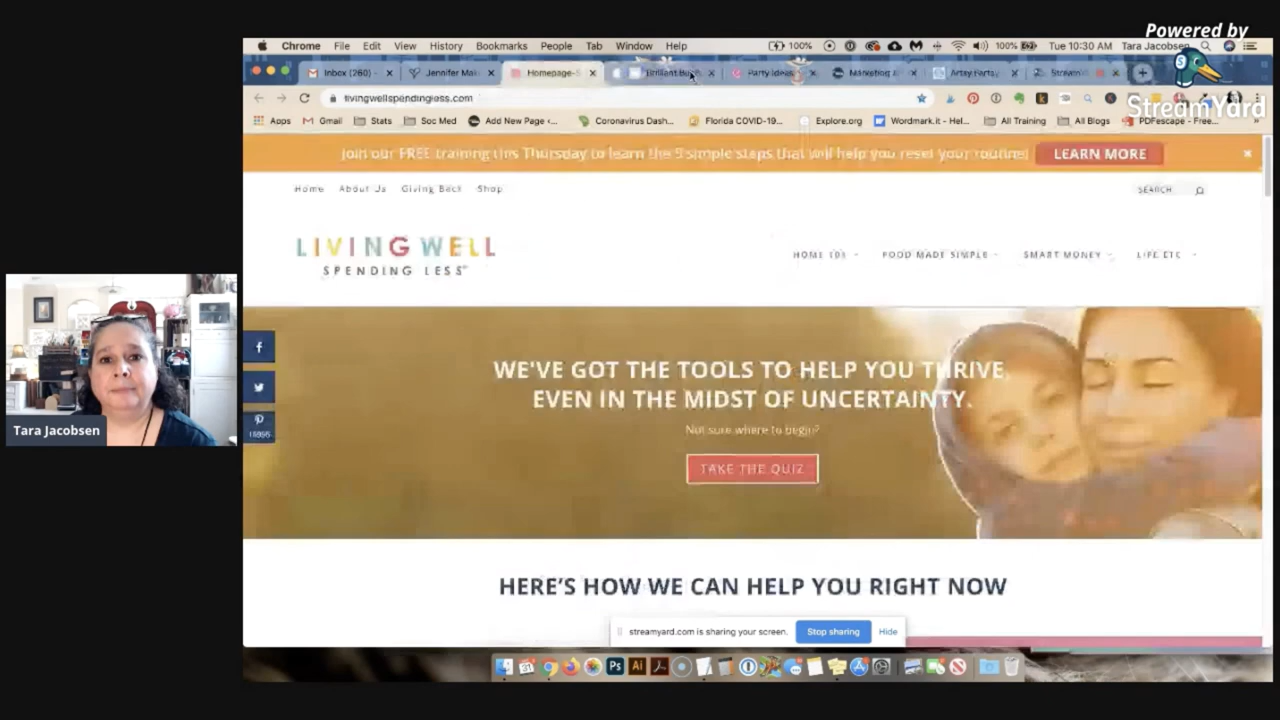 Powered by
StreamYard
Chrome File Edit View History Bookmarks People Tab Window Help 100% 100% Tue 10:30 AM Tara Jacobsen
Inbox (260) Jennifer Homepage- Party Ideas Marketing
livingwellspendingless.com
Apps Gmail Stats Soc Med Add New Page <... Coronavirus Dash... Florida COVID-19... Explore.org Wordmark.it - Hel... All Training All Blogs PDFescape - Free...
Join our FREE training this Thursday to learn the 5 simple steps that will help you reset your routine! LEARN MORE
Home About Us Giving Back Shop SEARCH
LIVING WELL
SPENDING LESS
HOME 101 FOOD MADE SIMPLE SMART MONEY LIFE ETC
WE'VE GOT THE TOOLS TO HELP YOU THRIVE,
EVEN IN THE MIDST OF UNCERTAINTY.
Not sure where to begin?
TAKE THE QUIZ
Tara Jacobsen
HERE'S HOW WE CAN HELP YOU RIGHT NOW
streamyard.com is sharing your screen. Stop sharing Hide
Ps Ai